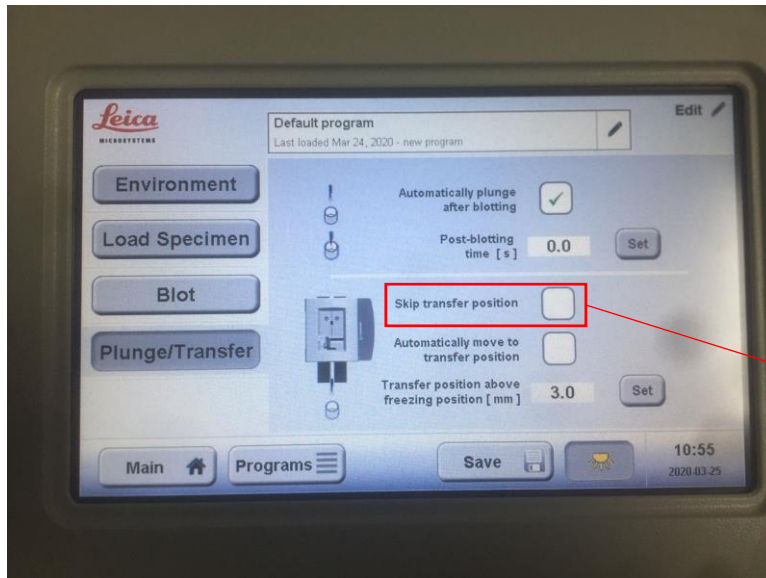 Leica
MICROSYSTEMS
Default program
Last loaded Mar 24, 2020 - new program
Edit
Environment
Load Specimen
Blot
Plunge/Transfer
Automatically plunge
after blotting
Post-blotting
time [s]
0.0
Set
Skip transfer position
Automatically move to
transfer position
Transfer position above
freezing position [mm]
3.0
Set
Main
Programs
Save
10:55
2020-03-25